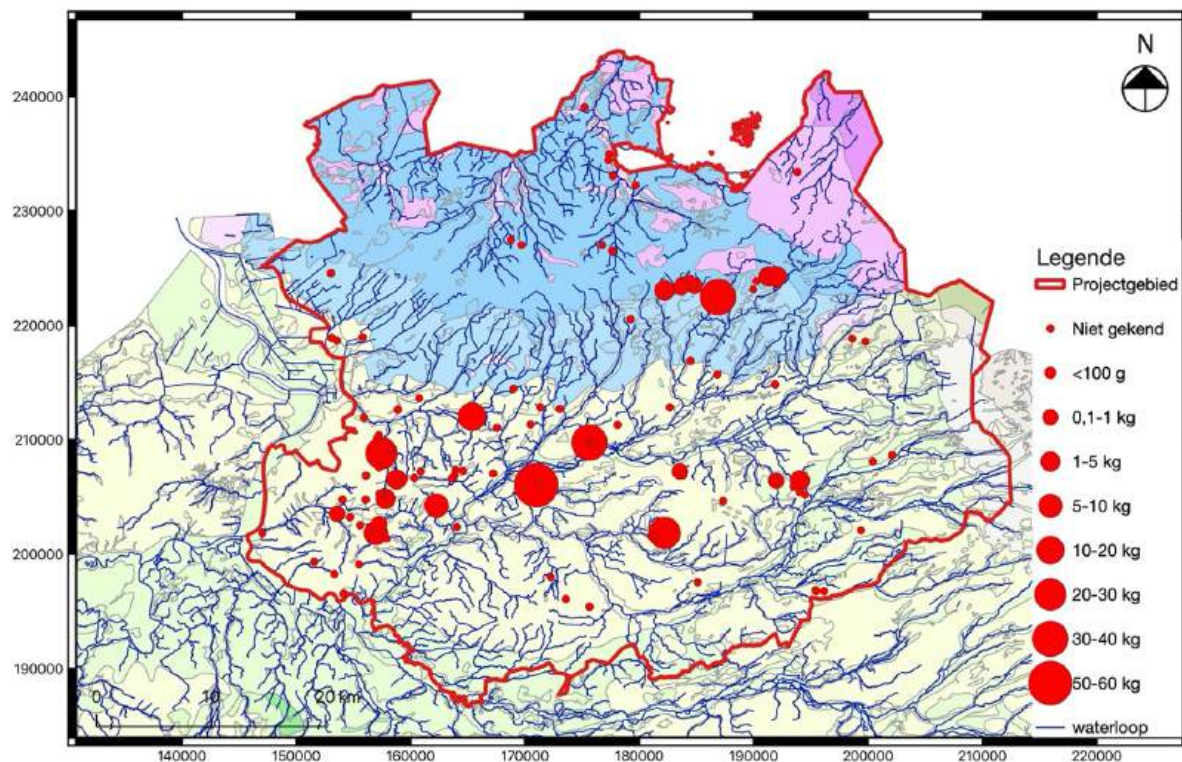 N
240000
230000
220000
210000
200000
190000
Legende
Projectgebied
Niet gekend
<100 g
0,1-1 kg
1-5 kg
5-10 kg
10-20 kg
20-30 kg
30-40 kg
50-60 kg
waterloop
0 10 20 km
140000 150000 160000 170000 180000 190000 200000 210000 220000